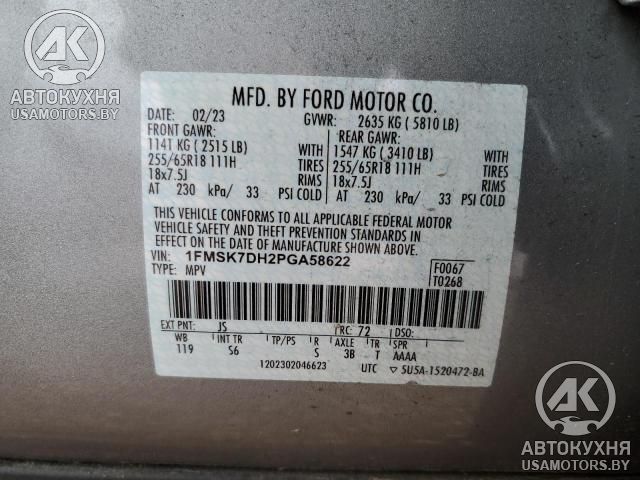 AK
АВТОКУХНЯ
USAMOTORS.BY
MFD. BY FORD MOTOR CO.
DATE: 02/23 GVWR: 2635 KG ( 5810 LB)
FRONT GAWR: REAR GAWR:
1141 KG ( 2515 LB) WITH 1547 KG ( 3410 LB) WITH
255/65R18 111H TIRES 255/65R18 111H TIRES
18x7.5J RIMS 18x7.5J RIMS
AT 230 kPa/ 33 PSI COLD AT 230 kPa/ 33 PSI COLD
THIS VEHICLE CONFORMS TO ALL APPLICABLE FEDERAL MOTOR
VEHICLE SAFETY AND THEFT PREVENTION STANDARDS IN
EFFECT ON THE DATE OF MANUFACTURE SHOWN ABOVE.
VIN: 1FMSK7DH2PGA58622
TYPE: MPV
F0067
T0268
EXT PNT: JS RC: 72 DSO:
WB INT TR TP/PS R AXLE TR SPR
119 S6 S 3B T AAAA
1202302046623 UTC ▽ 5U5A-1520472-BA
AK
АВТОКУХНЯ
USAMOTORS.BY